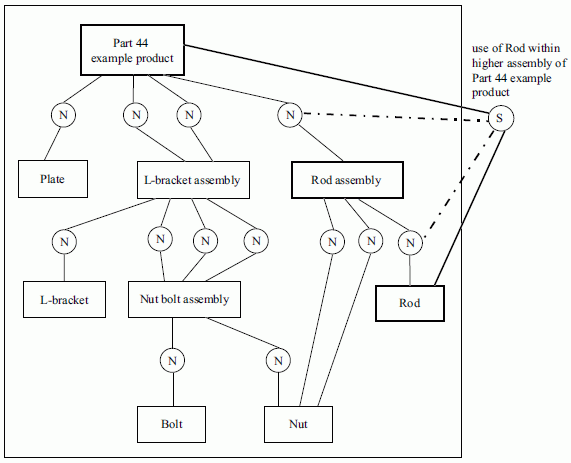 Part 44
example product
use of Rod within
higher assembly of
Part 44 example
product
N
N
N
N
S
Plate
L-bracket assembly
Rod assembly
N
N
N
N
N
N
N
L-bracket
Nut bolt assembly
Rod
N
N
Bolt
Nut